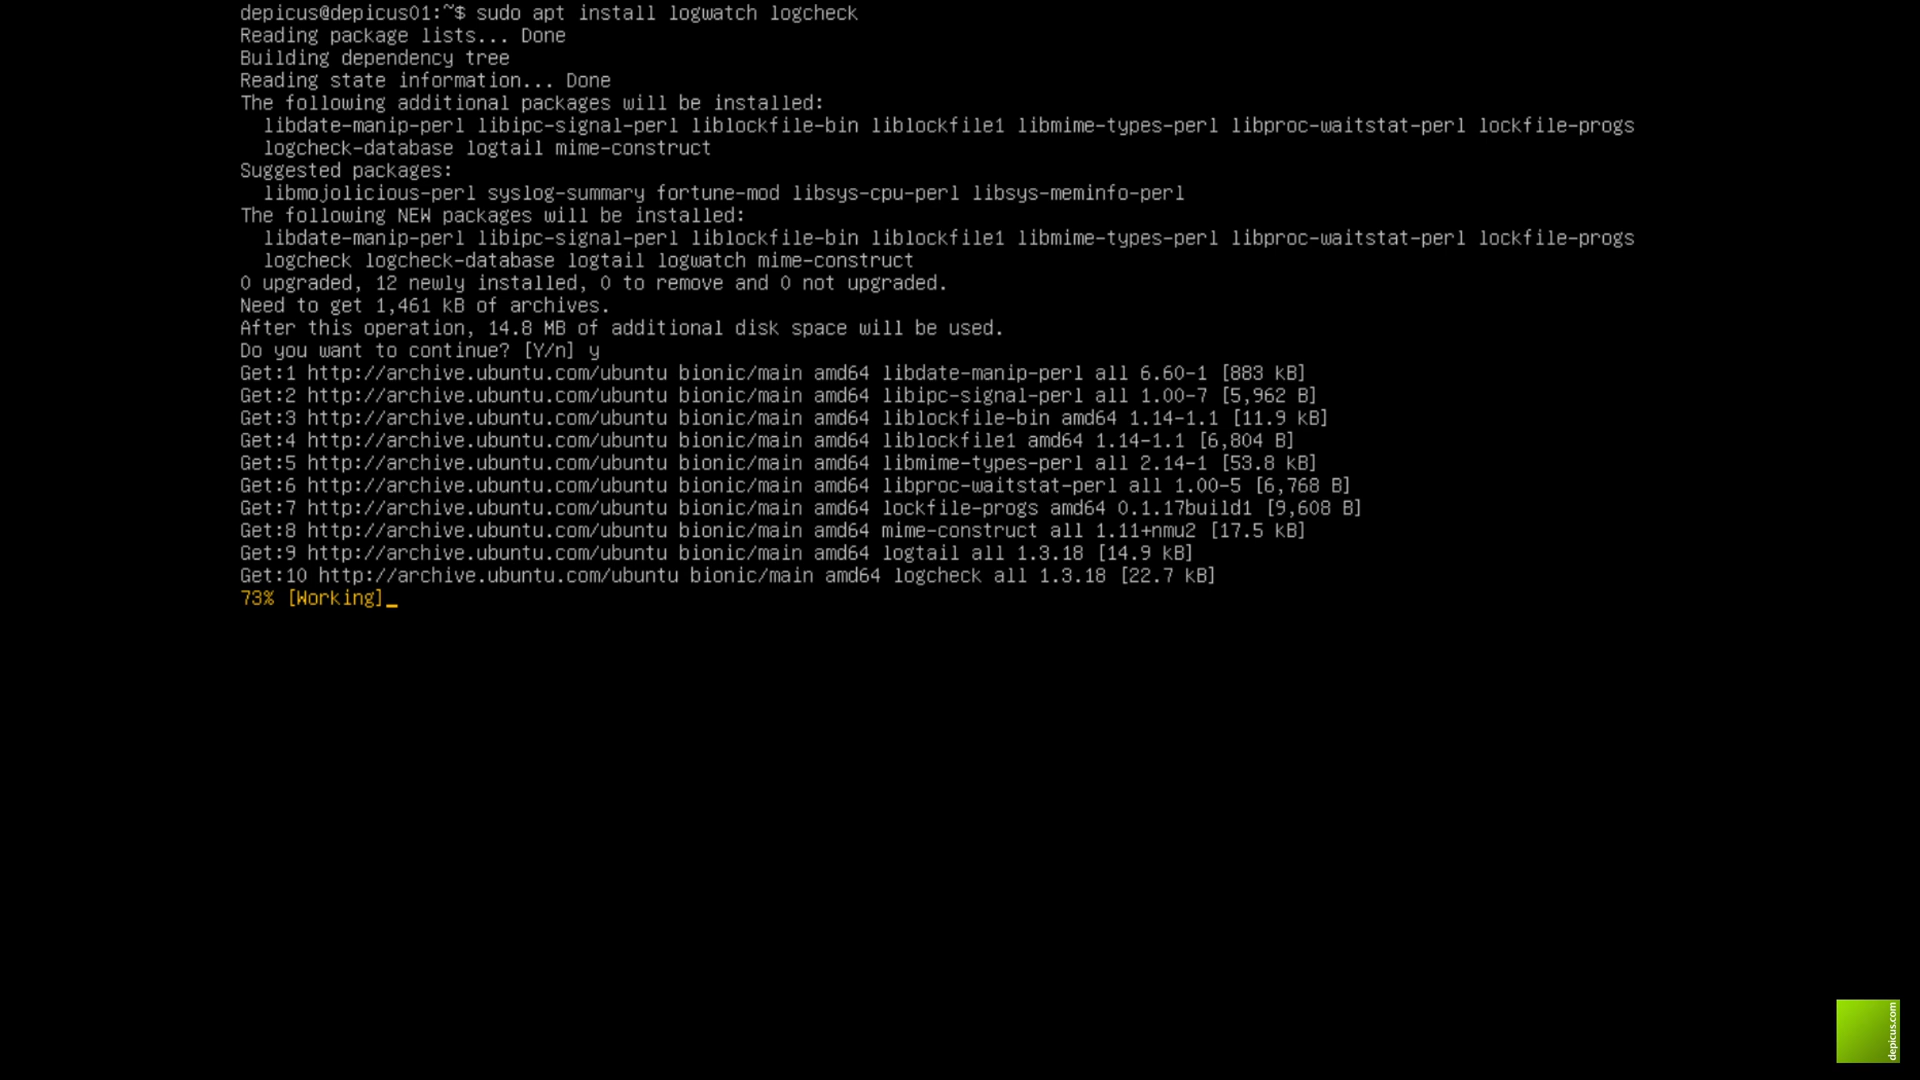 depicus@depicus01:~$ sudo apt install logwatch logcheck
Reading package lists... Done
Building dependency tree
Reading state information... Done
The following additional packages will be installed:
  libdate-manip-perl libipc-signal-perl liblockfile-bin liblockfile1 libmime-types-perl libproc-waitstat-perl lockfile-progs
  logcheck-database logtail mime-construct
Suggested packages:
  libmojolicious-perl syslog-summary fortune-mod libsys-cpu-perl libsys-meminfo-perl
The following NEW packages will be installed:
  libdate-manip-perl libipc-signal-perl liblockfile-bin liblockfile1 libmime-types-perl libproc-waitstat-perl lockfile-progs
  logcheck logcheck-database logtail logwatch mime-construct
0 upgraded, 12 newly installed, 0 to remove and 0 not upgraded.
Need to get 1,461 kB of archives.
After this operation, 14.8 MB of additional disk space will be used.
Do you want to continue? [Y/n] y
Get:1 http://archive.ubuntu.com/ubuntu bionic/main amd64 libdate-manip-perl all 6.60-1 [883 kB]
Get:2 http://archive.ubuntu.com/ubuntu bionic/main amd64 libipc-signal-perl all 1.00-7 [5,962 B]
Get:3 http://archive.ubuntu.com/ubuntu bionic/main amd64 liblockfile-bin amd64 1.14-1.1 [11.9 kB]
Get:4 http://archive.ubuntu.com/ubuntu bionic/main amd64 liblockfile1 amd64 1.14-1.1 [6,804 B]
Get:5 http://archive.ubuntu.com/ubuntu bionic/main amd64 libmime-types-perl all 2.14-1 [53.8 kB]
Get:6 http://archive.ubuntu.com/ubuntu bionic/main amd64 libproc-waitstat-perl all 1.00-5 [6,768 B]
Get:7 http://archive.ubuntu.com/ubuntu bionic/main amd64 lockfile-progs amd64 0.1.17build1 [9,608 B]
Get:8 http://archive.ubuntu.com/ubuntu bionic/main amd64 mime-construct all 1.11+nmu2 [17.5 kB]
Get:9 http://archive.ubuntu.com/ubuntu bionic/main amd64 logtail all 1.3.18 [14.9 kB]
Get:10 http://archive.ubuntu.com/ubuntu bionic/main amd64 logcheck all 1.3.18 [22.7 kB]
73% [Working]_
depicus.com